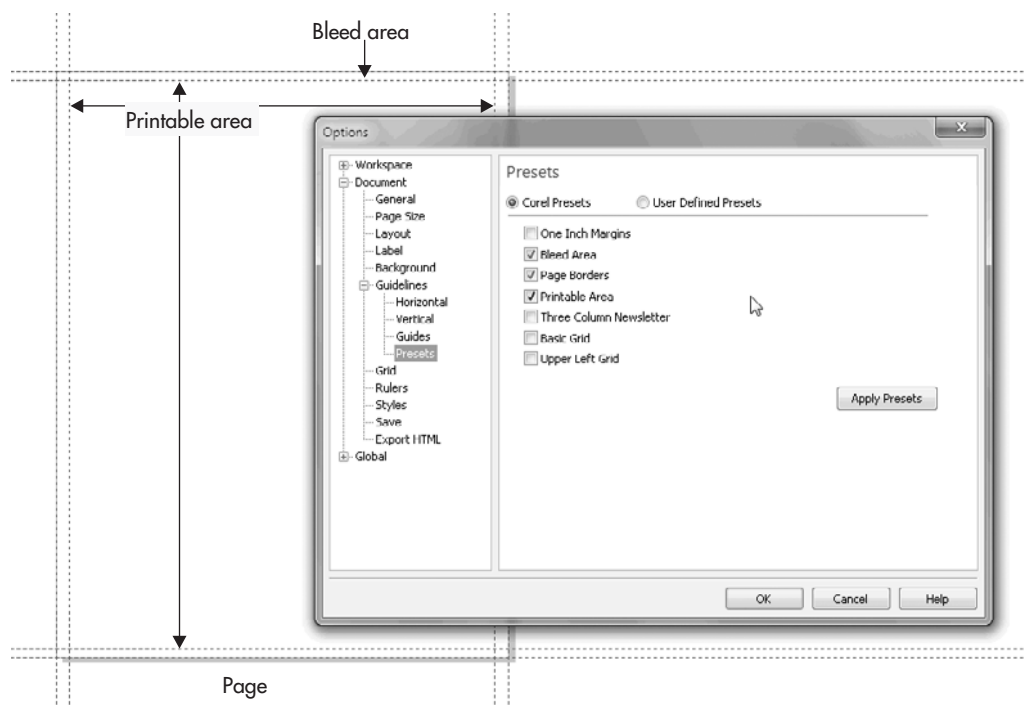 Bleed area
Printable area
Options
Workspace
Document
General
Page Size
Layout
Label
Background
Guidelines
Horizontal
Vertical
Guides
Presets
Grid
Rulers
Styles
Save
Export HTML
Global
Presets
Corel Presets User Defined Presets
One Inch Margins
Bleed Area
Page Borders
Printable Area
Three Column Newsletter
Basic Grid
Upper Left Grid
Apply Presets
OK Cancel Help
Page